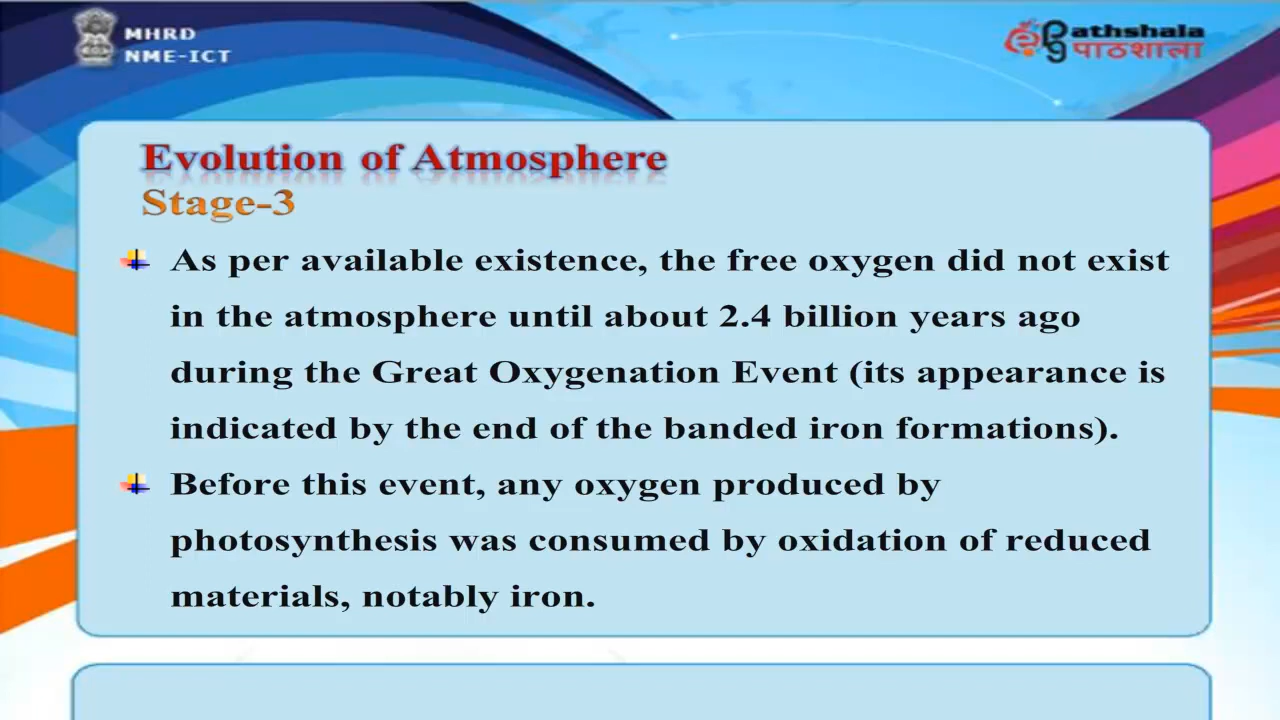 MHRD
NME-ICT
ePGathshala
पाठशाला
Evolution of Atmosphere
Stage-3
As per available existence, the free oxygen did not exist
in the atmosphere until about 2.4 billion years ago
during the Great Oxygenation Event (its appearance is
indicated by the end of the banded iron formations).
Before this event, any oxygen produced by
photosynthesis was consumed by oxidation of reduced
materials, notably iron.